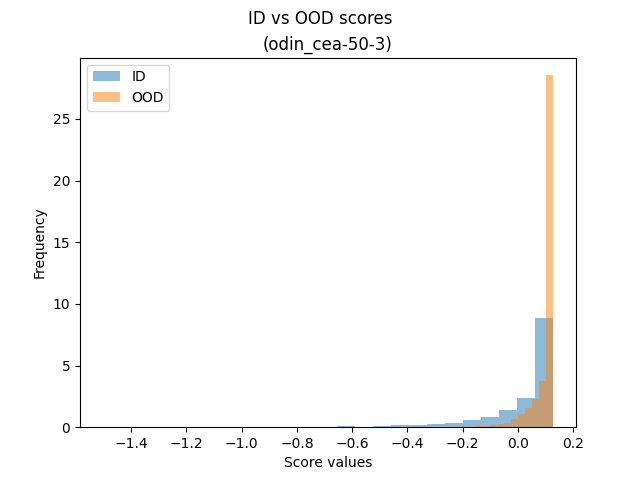 ID vs OOD scores
(odin_cea-50-3)
ID
OOD
Frequency
25
20
15
10
5
0
−1.4
−1.2
−1.0
−0.8
−0.6
−0.4
−0.2
0.0
0.2
Score values